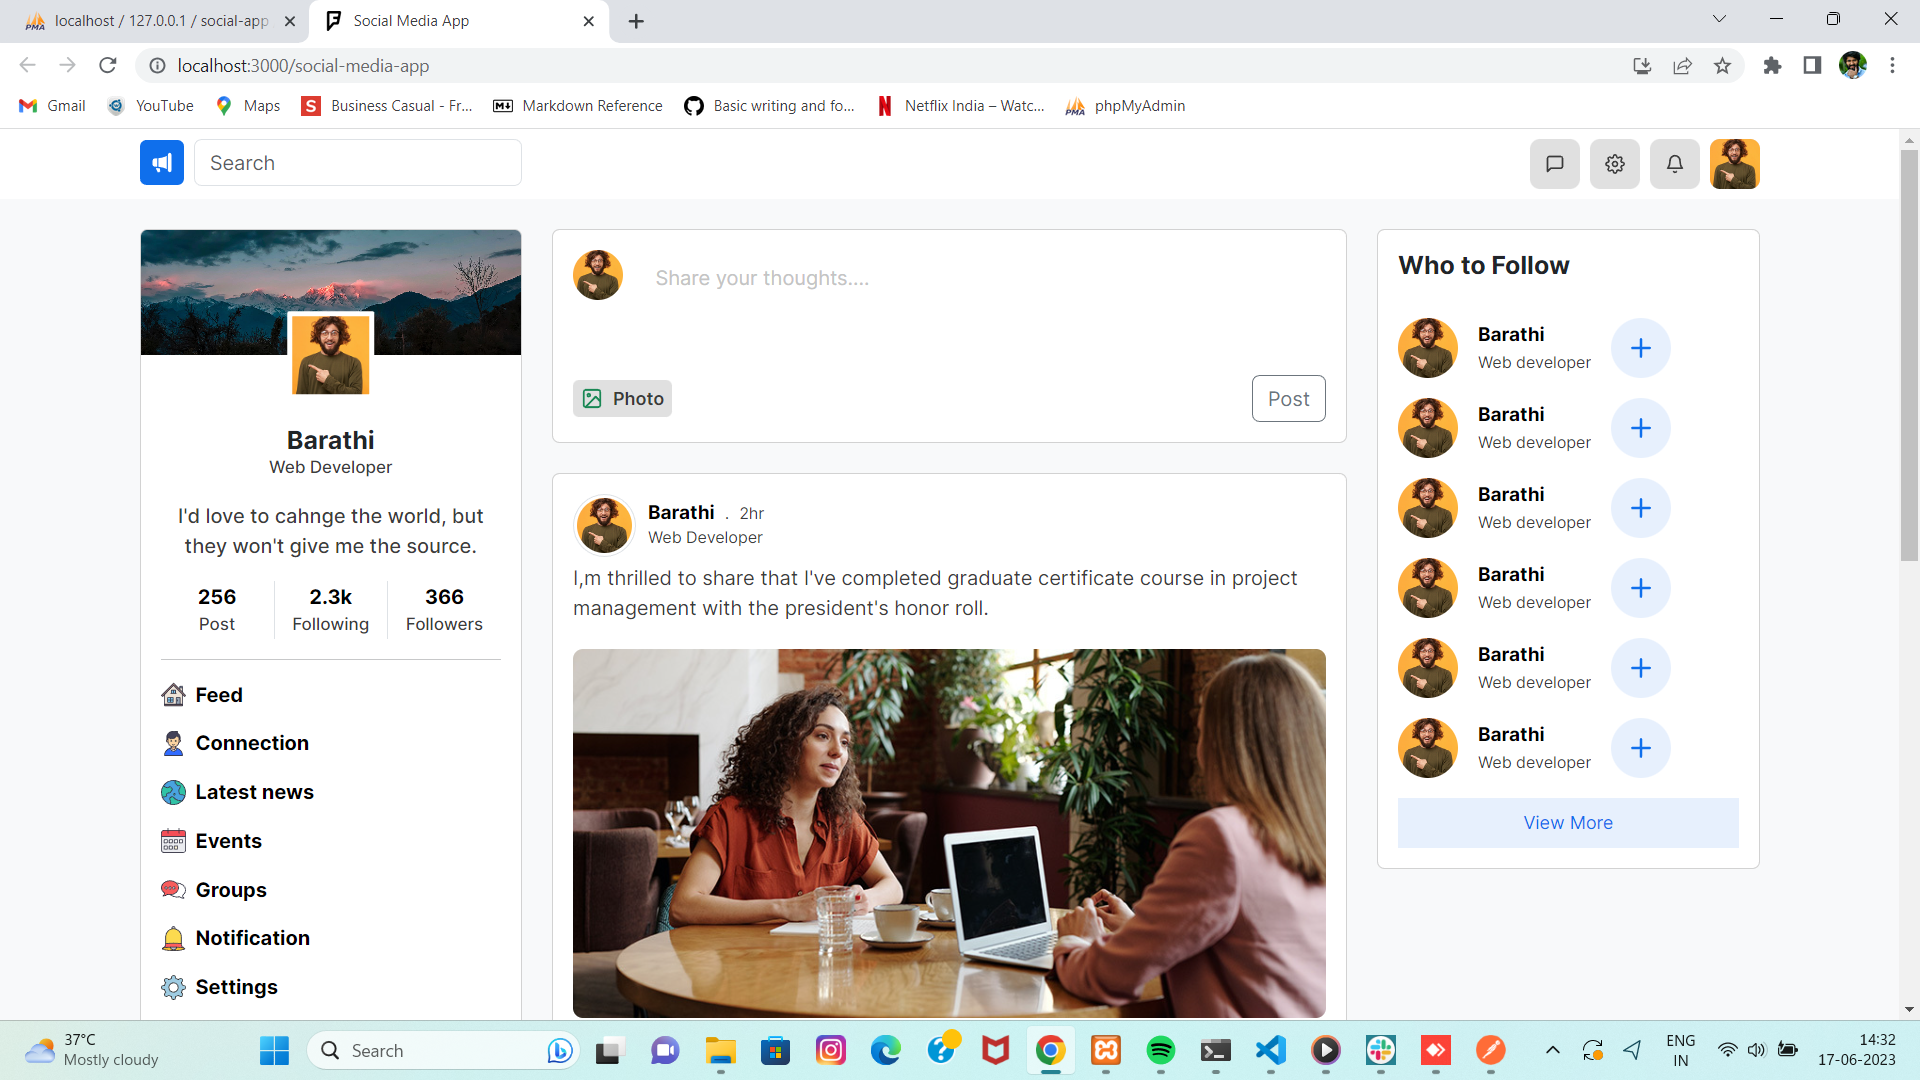 localhost / 127.0.0.1 / social-app
Social Media App
localhost:3000/social-media-app
Gmail
YouTube
Maps
S
Business Casual - Fr...
Markdown Reference
Basic writing and fo...
Netflix India – Watc...
phpMyAdmin
Search
Share your thoughts....
Photo
Post
Barathi
Web Developer
I'd love to cahnge the world, but
they won't give me the source.
256
Post
2.3k
Following
366
Followers
Feed
Connection
Latest news
Events
Groups
Notification
Settings
Barathi . 2hr
Web Developer
I,m thrilled to share that I've completed graduate certificate course in project
management with the president's honor roll.
Who to Follow
Barathi
Web developer
Barathi
Web developer
Barathi
Web developer
Barathi
Web developer
Barathi
Web developer
Barathi
Web developer
View More
37°C
Mostly cloudy
Search
ENG
IN
14:32
17-06-2023